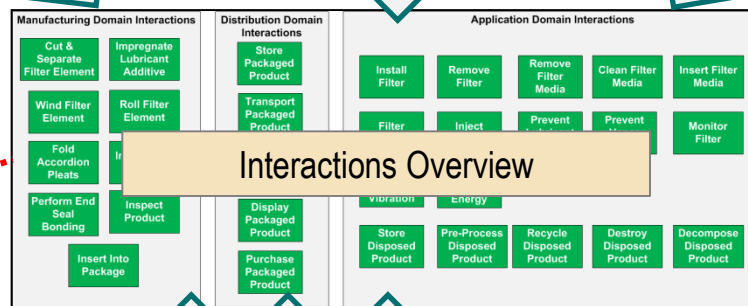 Manufacturing Domain Interactions
Cut &
Separate
Filter Element
Impregnate
Lubricant
Additive
Wind Filter
Element
Roll Filter
Element
Fold
Accordion
Pleats
Perform End
Seal
Bonding
Inspect
Product
Insert Into
Package
Distribution Domain
Interactions
Store
Packaged
Product
Transport
Packaged
Product
Display
Packaged
Product
Purchase
Packaged
Product
Application Domain Interactions
Install
Filter
Remove
Filter
Remove
Filter
Media
Clean Filter
Media
Insert Filter
Media
Filter
Inject
Prevent
Prevent
Monitor
Filter
Vibration
Energy
Store
Disposed
Product
Pre-Process
Disposed
Product
Recycle
Disposed
Product
Destroy
Disposed
Product
Decompose
Disposed
Product
Interactions Overview